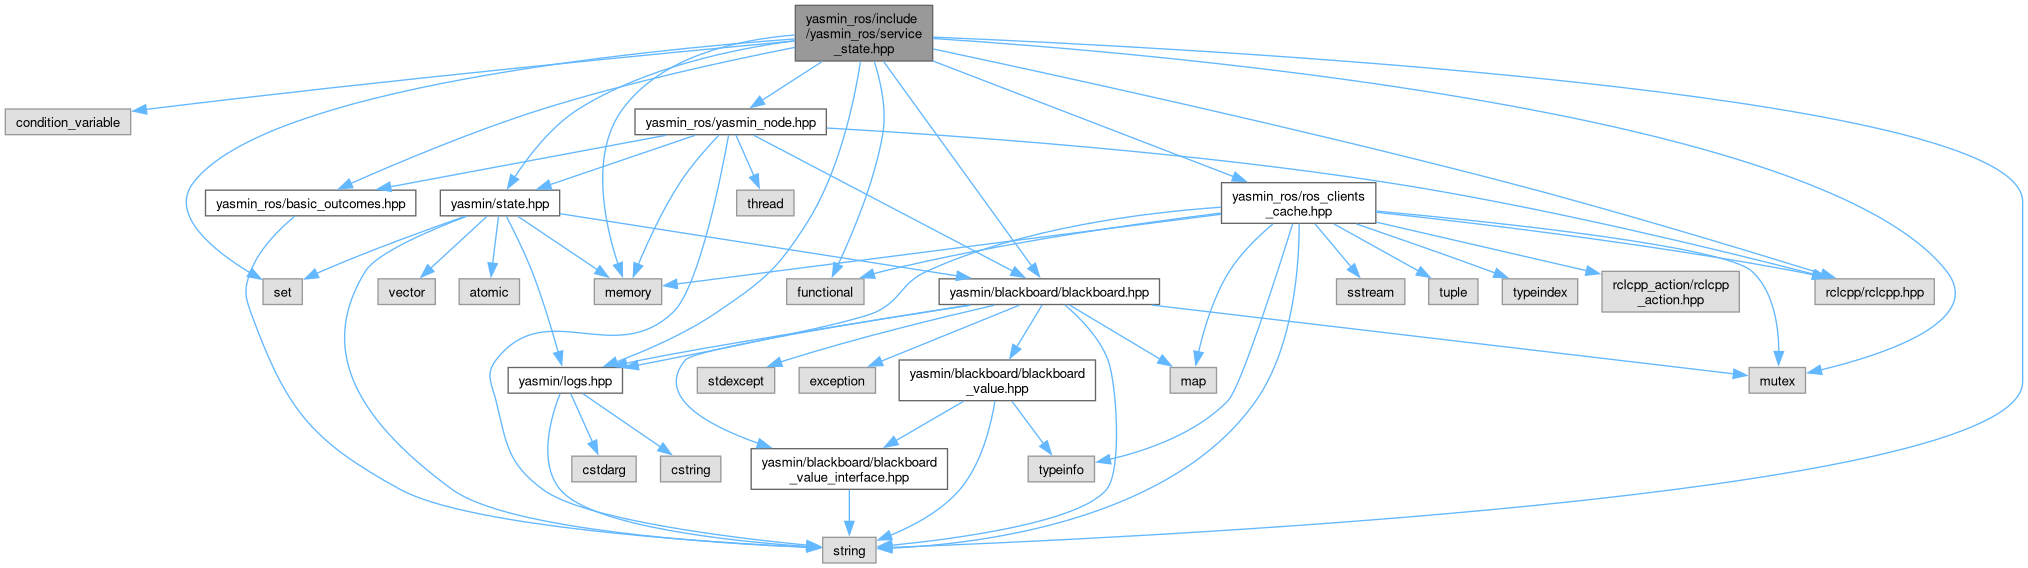 yasmin_ros/include
/yasmin_ros/service
_state.hpp
condition_variable
yasmin_ros/yasmin_node.hpp
yasmin_ros/basic_outcomes.hpp
yasmin/state.hpp
thread
yasmin_ros/ros_clients
_cache.hpp
set
vector
atomic
memory
functional
yasmin/blackboard/blackboard.hpp
sstream
tuple
typeindex
rclcpp_action/rclcpp
_action.hpp
rclcpp/rclcpp.hpp
yasmin/logs.hpp
stdexcept
exception
yasmin/blackboard/blackboard
_value.hpp
map
mutex
cstdarg
cstring
yasmin/blackboard/blackboard
_value_interface.hpp
typeinfo
string